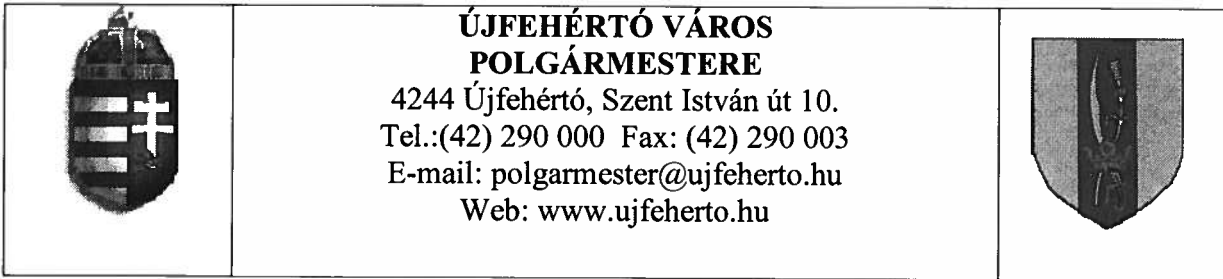 ÚJFEHÉRTÓ VÁROS
POLGÁRMESTERE
4244 Újfehértó, Szent István út 10.
Tel.:(42) 290 000 Fax: (42) 290 003
E-mail: polgarmester@ujfeherto.hu
Web: www.ujfeherto.hu